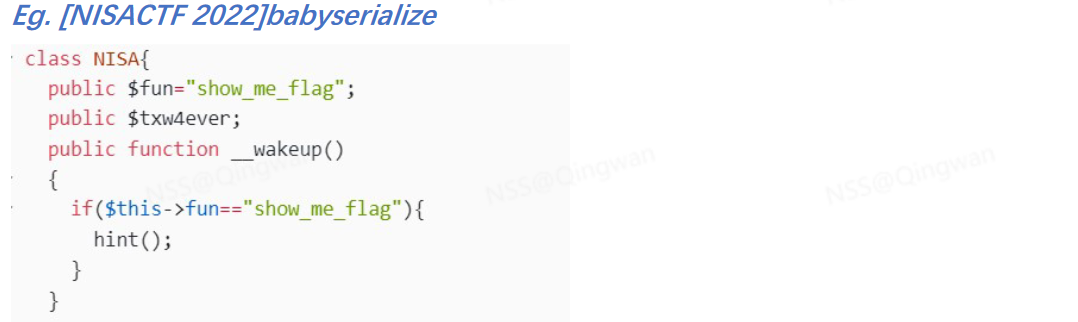 Eg. [NISACTF 2022]babyserialize
class NISA{
public $fun="show_me_flag";
public $txw4ever;
public function __wakeup()
{
if($this->fun=="show_me_flag"){
hint();
}
}
NSS@Qingwan
NSS@Qingwan
NSS@Qingwan